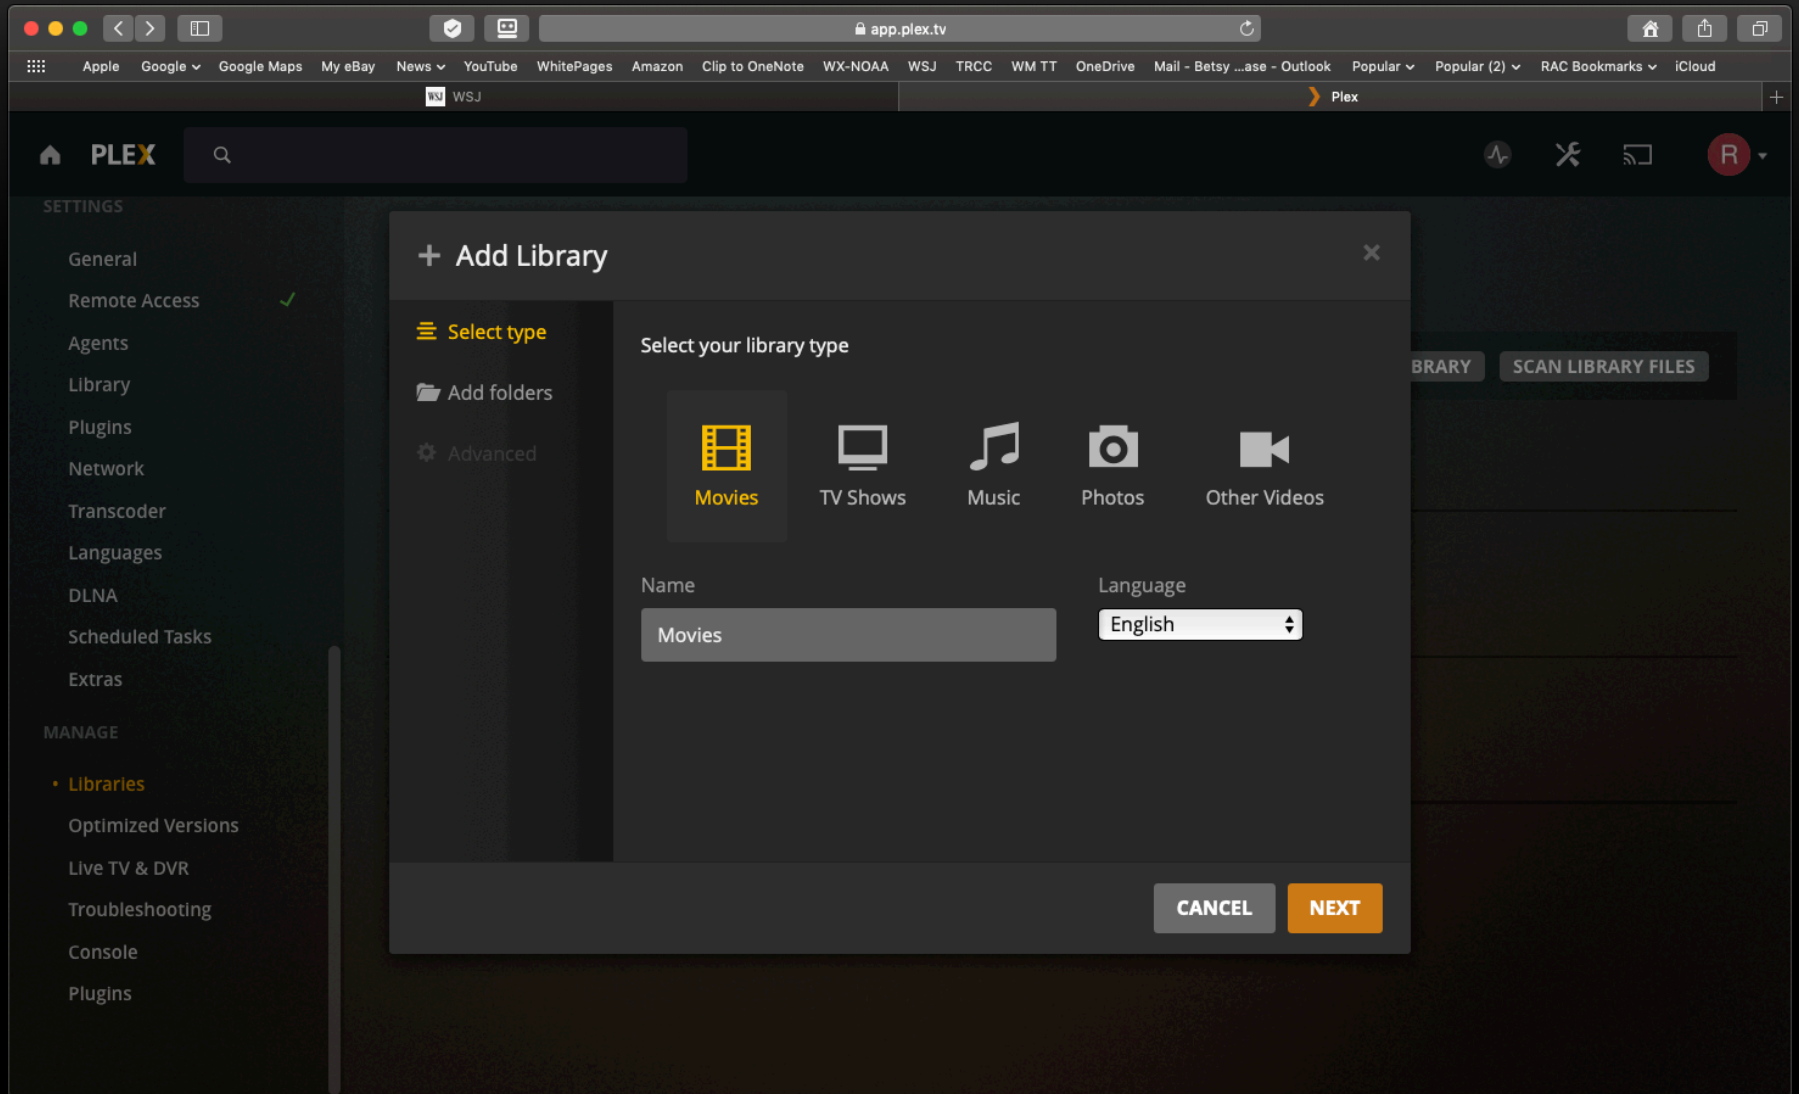 app.plex.tv
Apple Google Google Maps My eBay News YouTube WhitePages Amazon Clip to OneNote WX-NOAA WSJ TRCC WM TT OneDrive Mail - Betsy ...ase - Outlook Popular Popular (2) RAC Bookmarks iCloud
WSJ WSJ Plex
PLEX R
SETTINGS
General
Remote Access
Agents
Library
Plugins
Network
Transcoder
Languages
DLNA
Scheduled Tasks
Extras
MANAGE
Libraries
Optimized Versions
Live TV & DVR
Troubleshooting
Console
Plugins
Add Library
Select type
Add folders
Advanced
Select your library type
Movies TV Shows Music Photos Other Videos
Name Language
Movies English
CANCEL NEXT
BRARY SCAN LIBRARY FILES